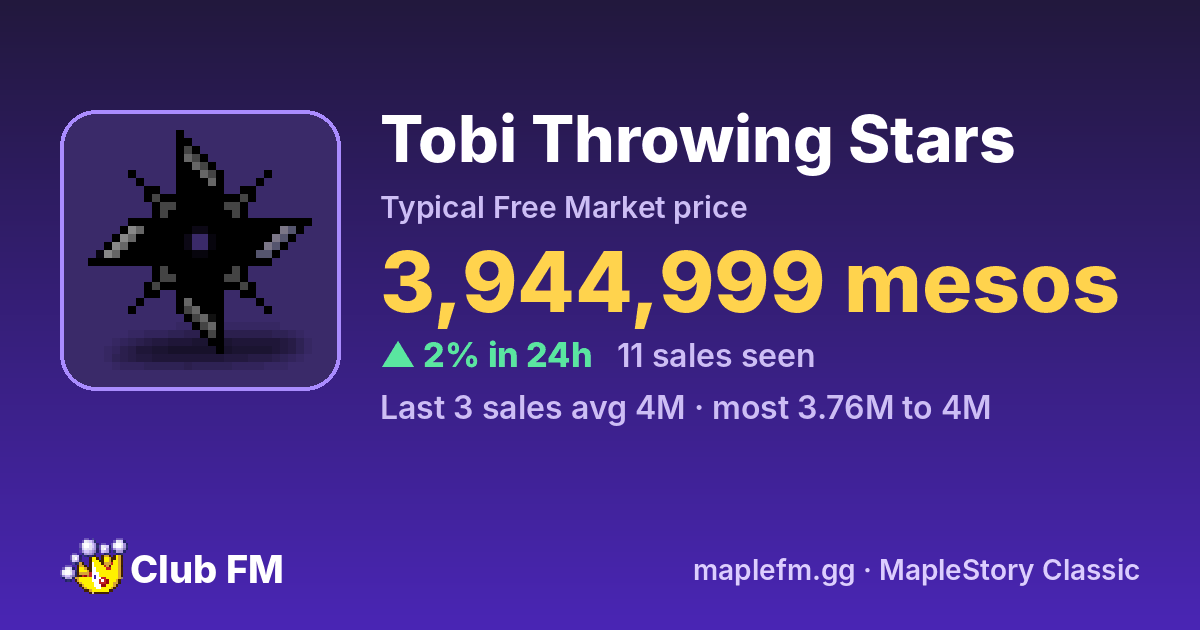 Tobi Throwing Stars
Typical Free Market price
3,944,999 mesos
▲ 2% in 24h 11 sales seen
Last 3 sales avg 4M · most 3.76M to 4M
Club FM
maplefm.gg · MapleStory Classic